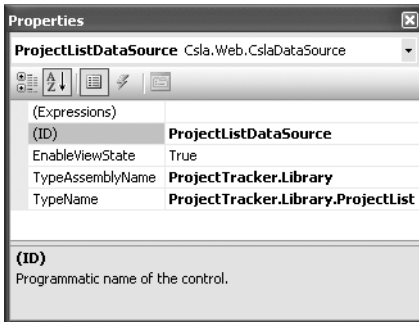 Properties
ProjectListDataSource Csla.Web.CslaDataSource
A Z
(Expressions)
(ID) ProjectListDataSource
EnableViewState True
TypeAssemblyName ProjectTracker.Library
TypeName ProjectTracker.Library.ProjectList
(ID)
Programmatic name of the control.